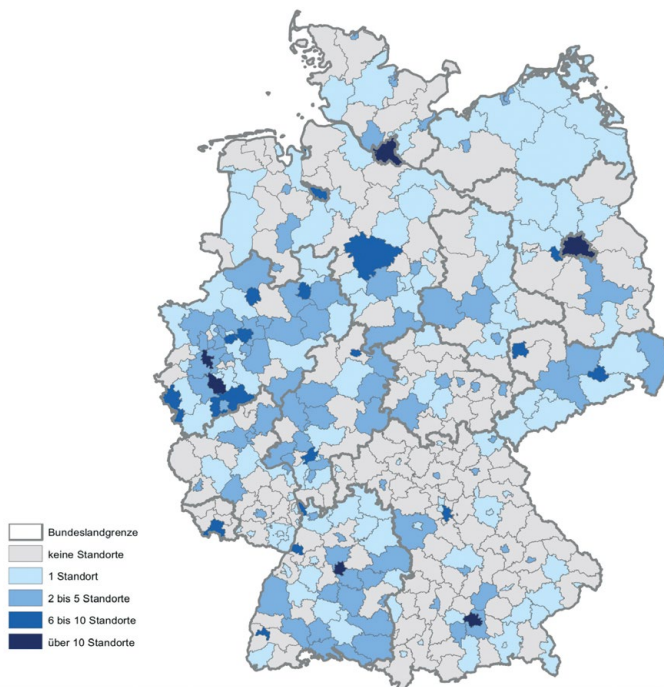 Bundeslandgrenze
keine Standorte
1 Standort
2 bis 5 Standorte
6 bis 10 Standorte
über 10 Standorte